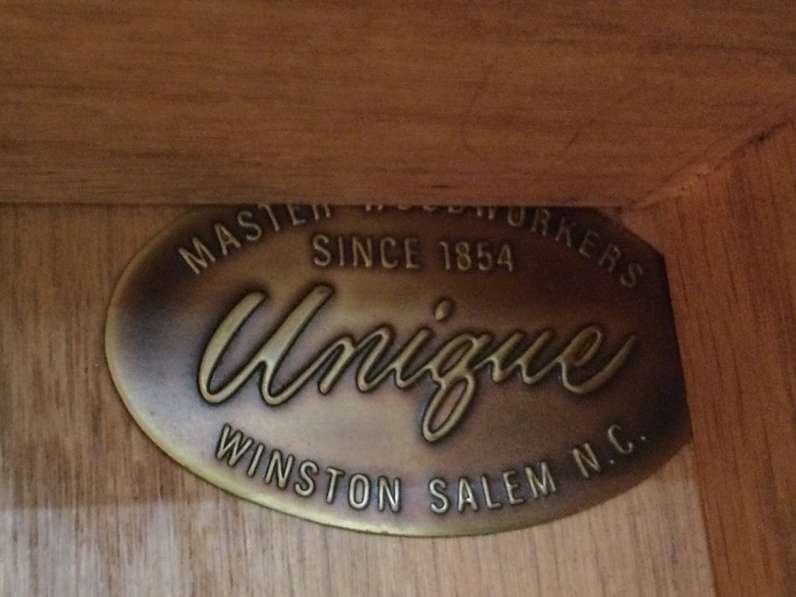 MASTER WOODWORKERS
SINCE 1854
Unique
WINSTON SALEM N.C.